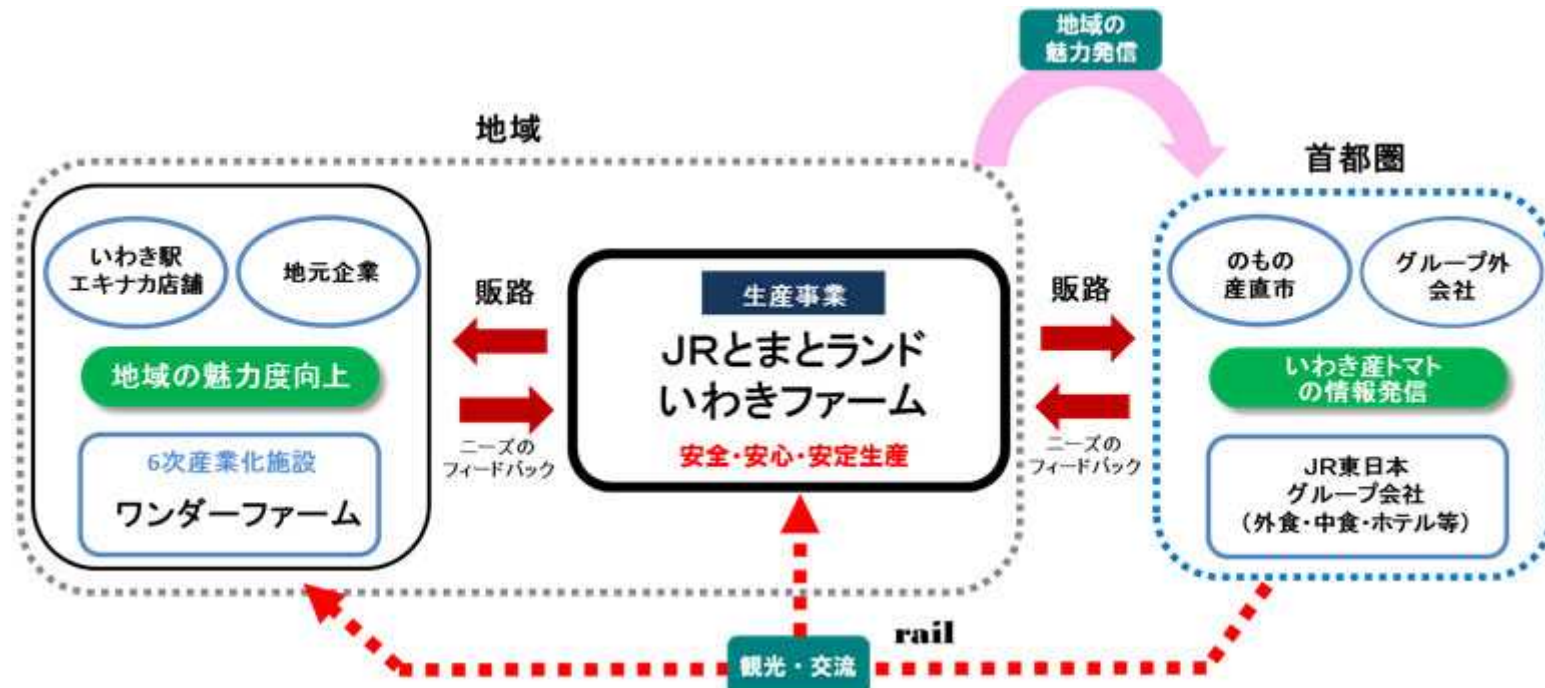 地域の
魅力発信
地域
首都圏
いわき駅
エキナカ店舗
地元企業
地域の魅力度向上
6次産業化施設
ワンダーファーム
販路
ニーズの
フィードバック
生産事業
JRとまとランド
いわきファーム
安全・安心・安定生産
販路
ニーズの
フィードバック
のもの
産直市
グループ外
会社
いわき産トマト
の情報発信
JR東日本
グループ会社
（外食・中食・ホテル等）
rail
観光・交流